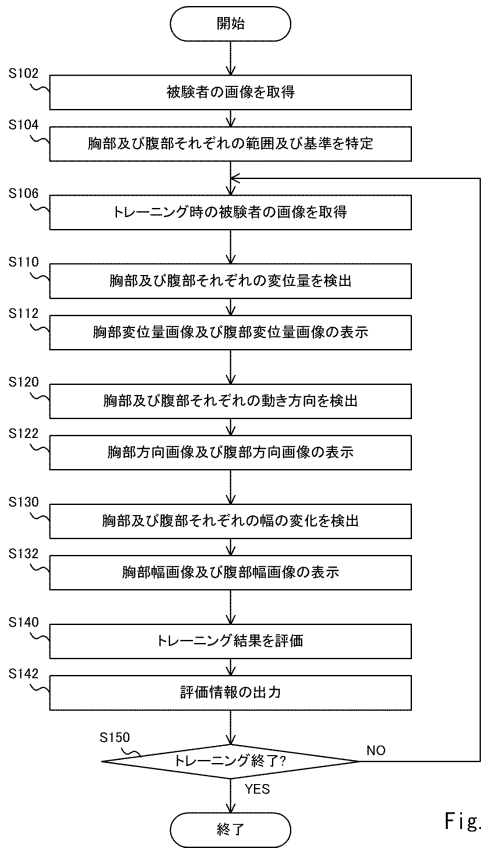 開始
S102
被験者の画像を取得
S104
胸部及び腹部それぞれの範囲及び基準を特定
S106
トレーニング時の被験者の画像を取得
S110
胸部及び腹部それぞれの変位量を検出
S112
胸部変位量画像及び腹部変位量画像の表示
S120
胸部及び腹部それぞれの動き方向を検出
S122
胸部方向画像及び腹部方向画像の表示
S130
胸部及び腹部それぞれの幅の変化を検出
S132
胸部幅画像及び腹部幅画像の表示
S140
トレーニング結果を評価
S142
評価情報の出力
S150
トレーニング終了?
NO
YES
終了
Fig.